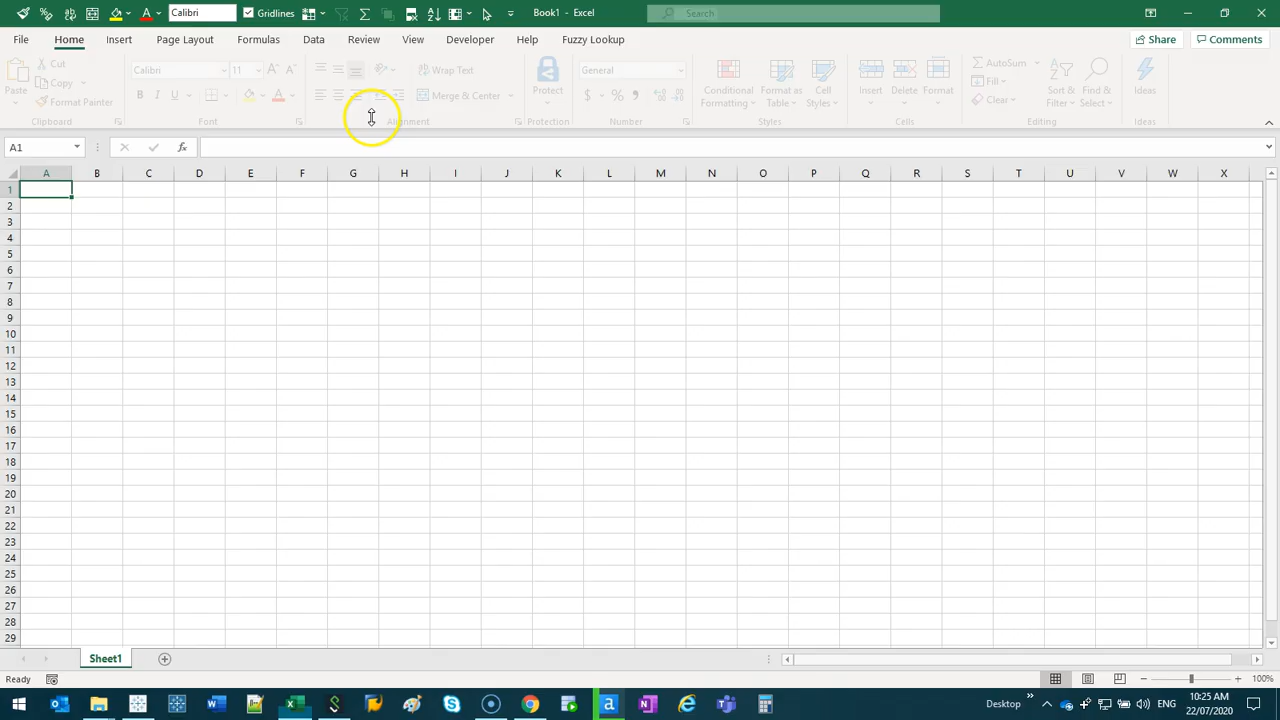 Calibri
Gridlines
Book1 - Excel
Search
File Home Insert Page Layout Formulas Data Review View Developer Help Fuzzy Lookup Share Comments
Paste
Cut
Copy
Format Painter
Clipboard
Calibri 11
B I U
Font
Wrap Text
Merge & Center
Alignment
Protect
Protection
General
$ % ,
Number
Conditional Formatting
Format as Table
Cell Styles
Styles
Insert
Delete
Format
Cells
AutoSum
Fill
Clear
Sort & Filter
Find & Select
Editing
Ideas
Ideas
A1 fx
A B C D E F G H I J K L M N O P Q R S T U V W X
1
2
3
4
5
6
7
8
9
10
11
12
13
14
15
16
17
18
19
20
21
22
23
24
25
26
27
28
29
Sheet1
Ready 100%
Desktop ENG 10:25 AM
22/07/2020